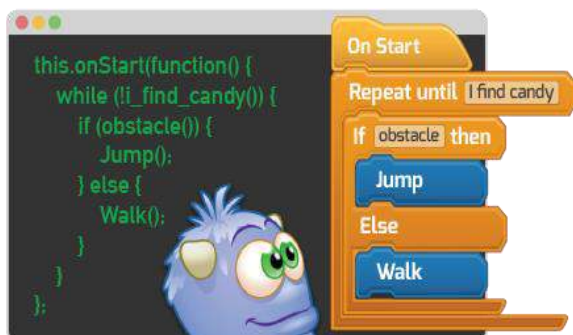 this.onStart(function() {
while (!i_find_candy()) {
if (obstacle()) {
Jump();
} else {
Walk();
}
}
};
On Start
Repeat until I find candy
If obstacle then
Jump
Else
Walk